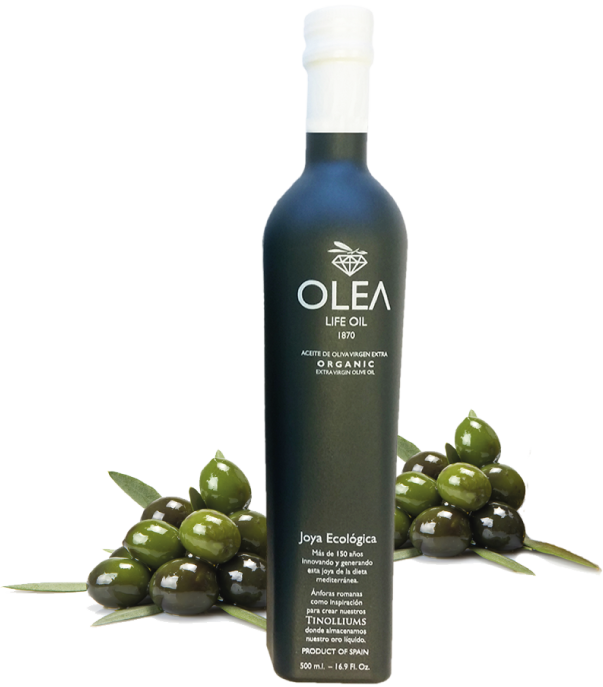 OLEA
LIFE OIL
1870
ACEITE DE OLIVA VIRGEN EXTRA
ORGANIC
EXTRA VIRGIN OLIVE OIL
Joya Ecológica
Más de 150 años
innovando y generando
esta joya de la dieta
mediterránea.
Ánforas romanas
como inspiración
para crear nuestros
TINOLLIUMS
donde almacenamos
nuestro oro líquido.
PRODUCT OF SPAIN
500 m.l. – 16.9 Fl. Oz.